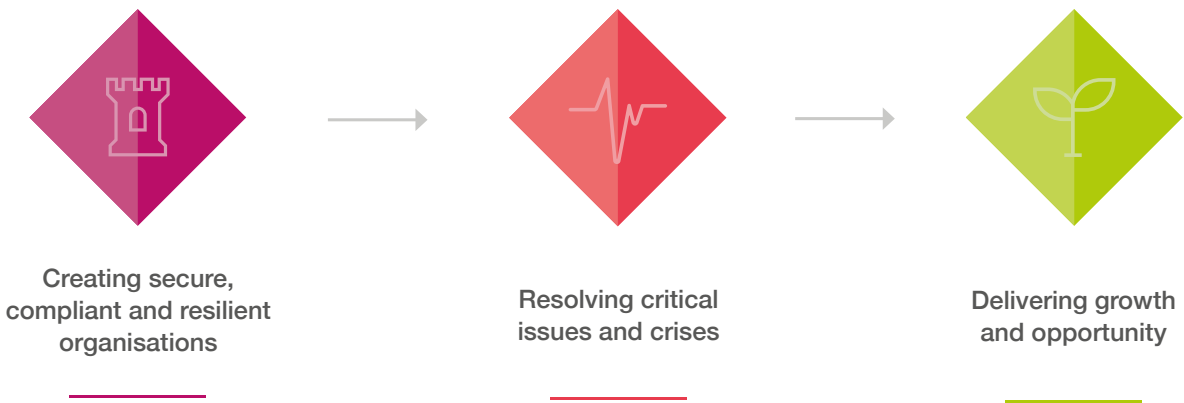 Creating secure,
compliant and resilient
organisations
Resolving critical
issues and crises
Delivering growth
and opportunity